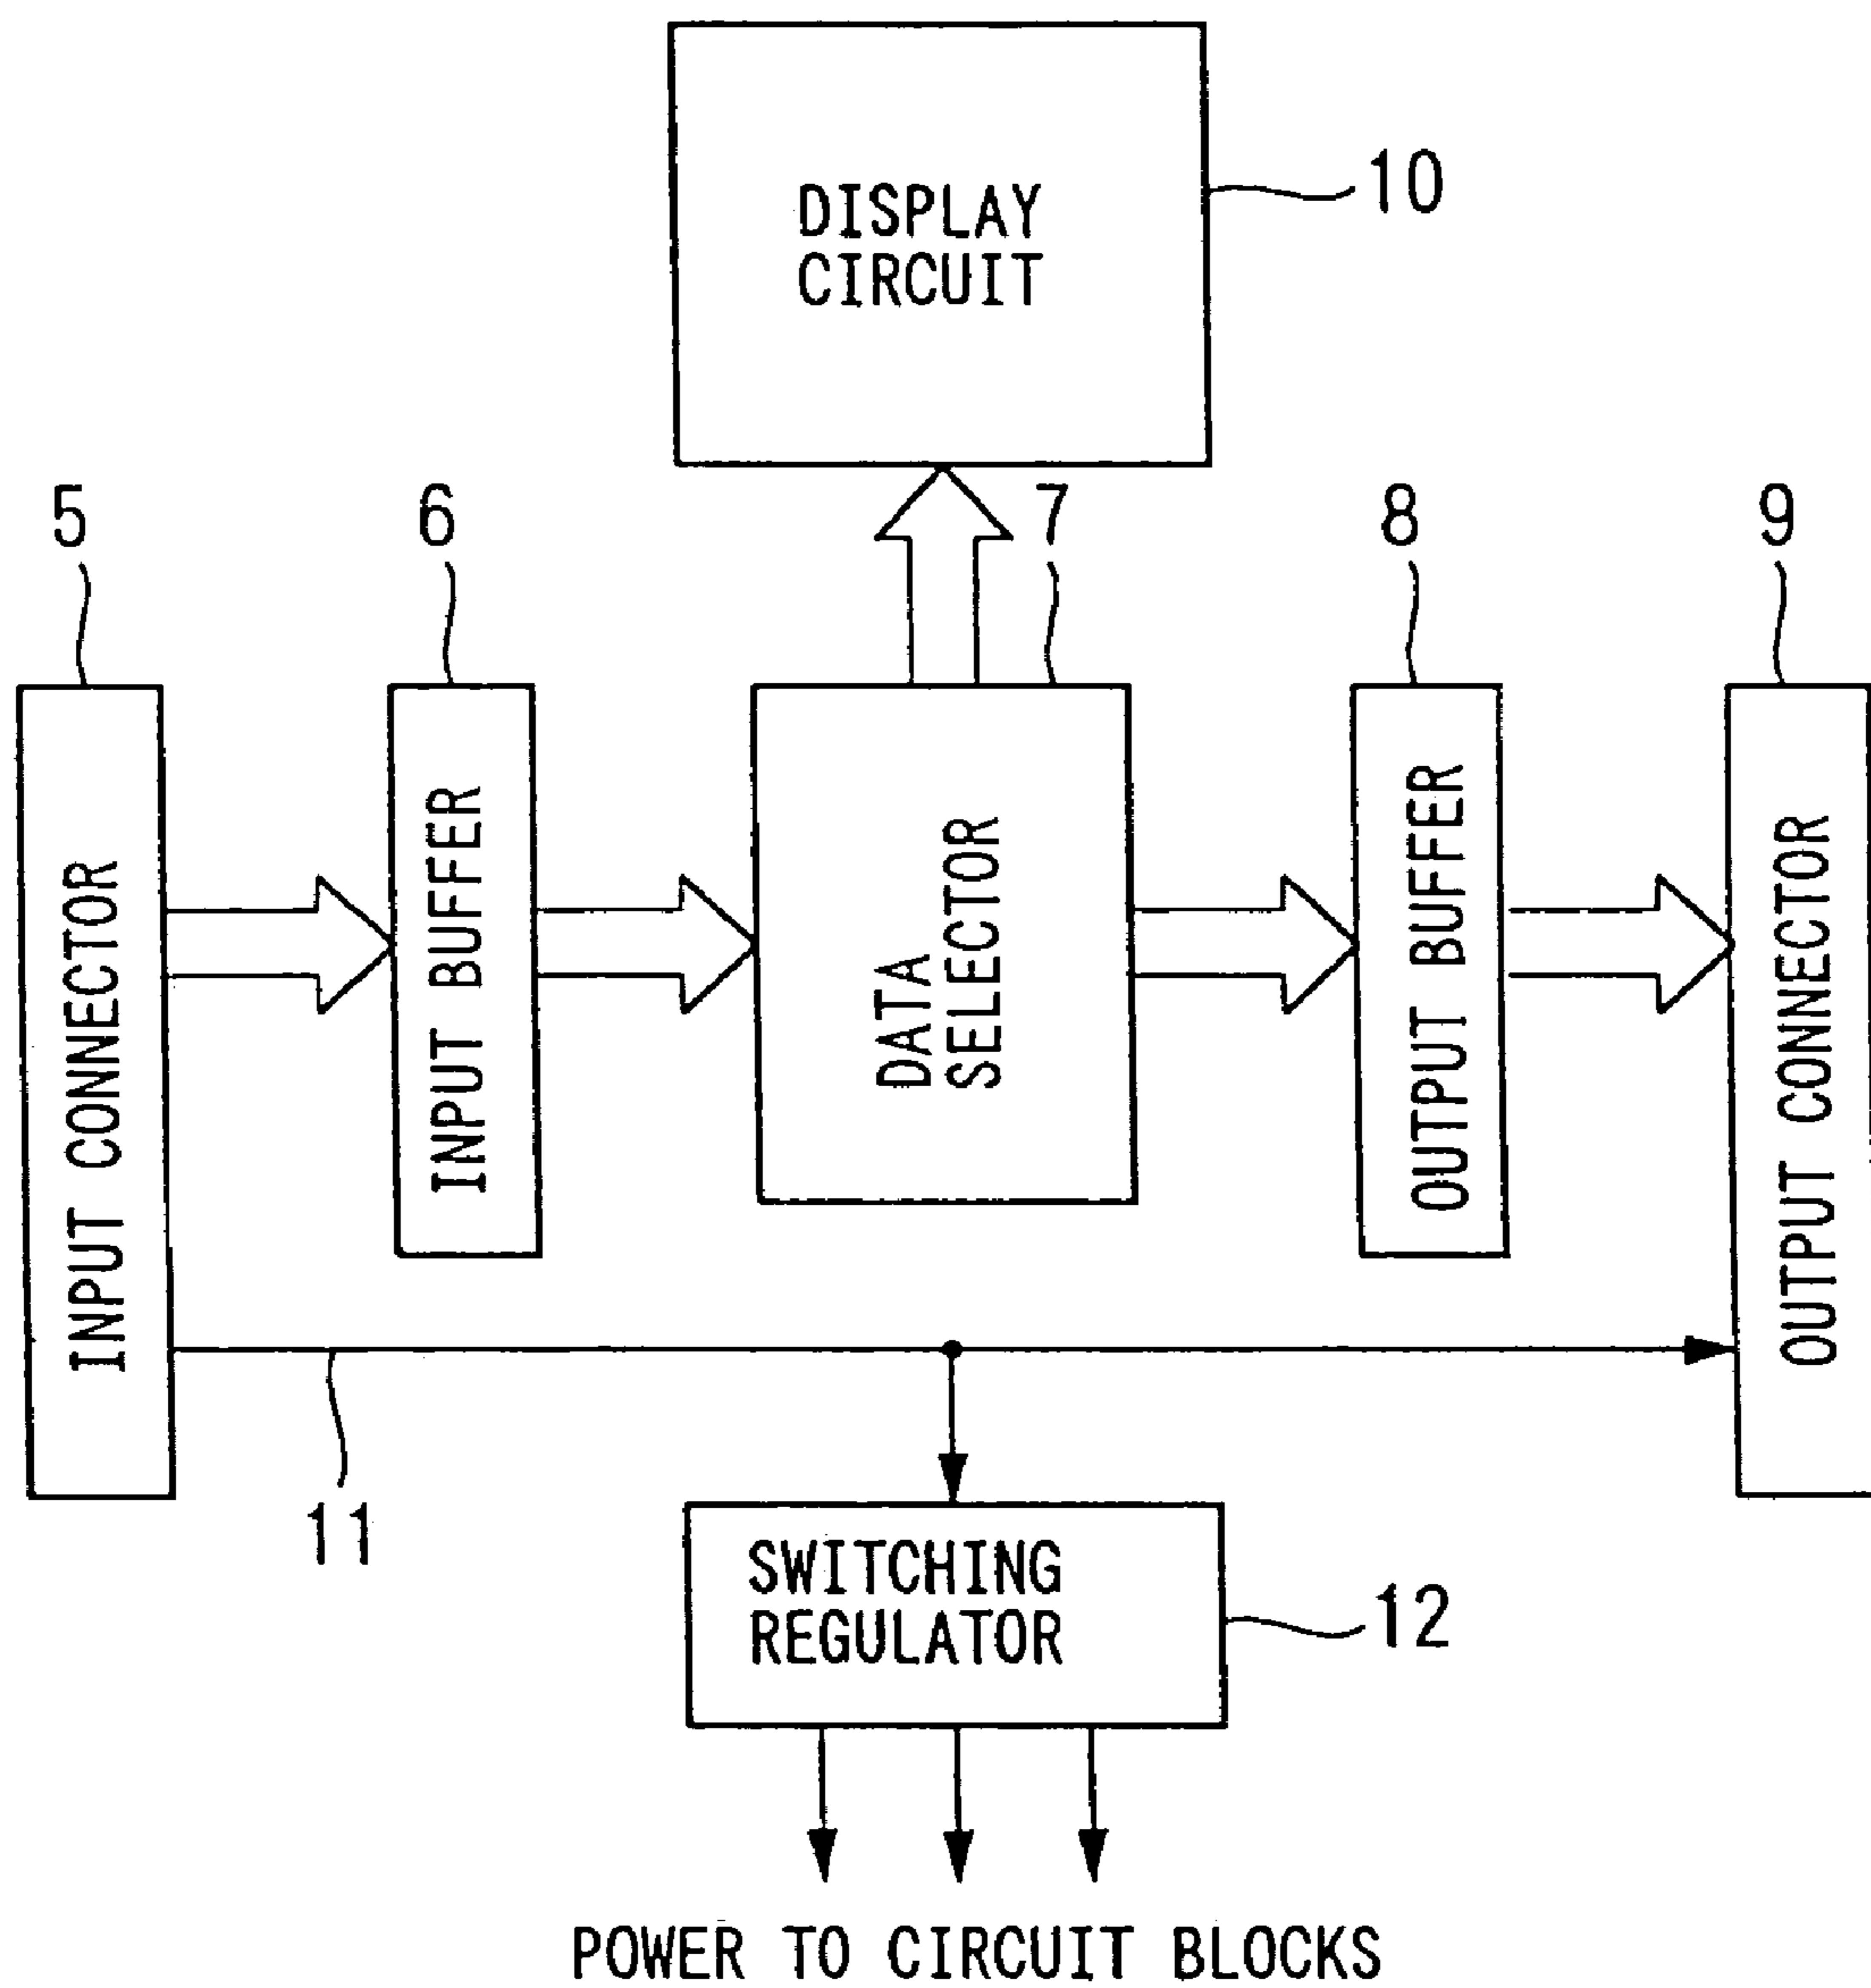 DISPLAY
CIRCUIT
10
5
6
7
8
9
INPUT CONNECTOR
INPUT BUFFER
DATA
SELECTOR
OUTPUT BUFFER
OUTPUT CONNECTOR
11
SWITCHING
REGULATOR
12
POWER TO CIRCUIT BLOCKS